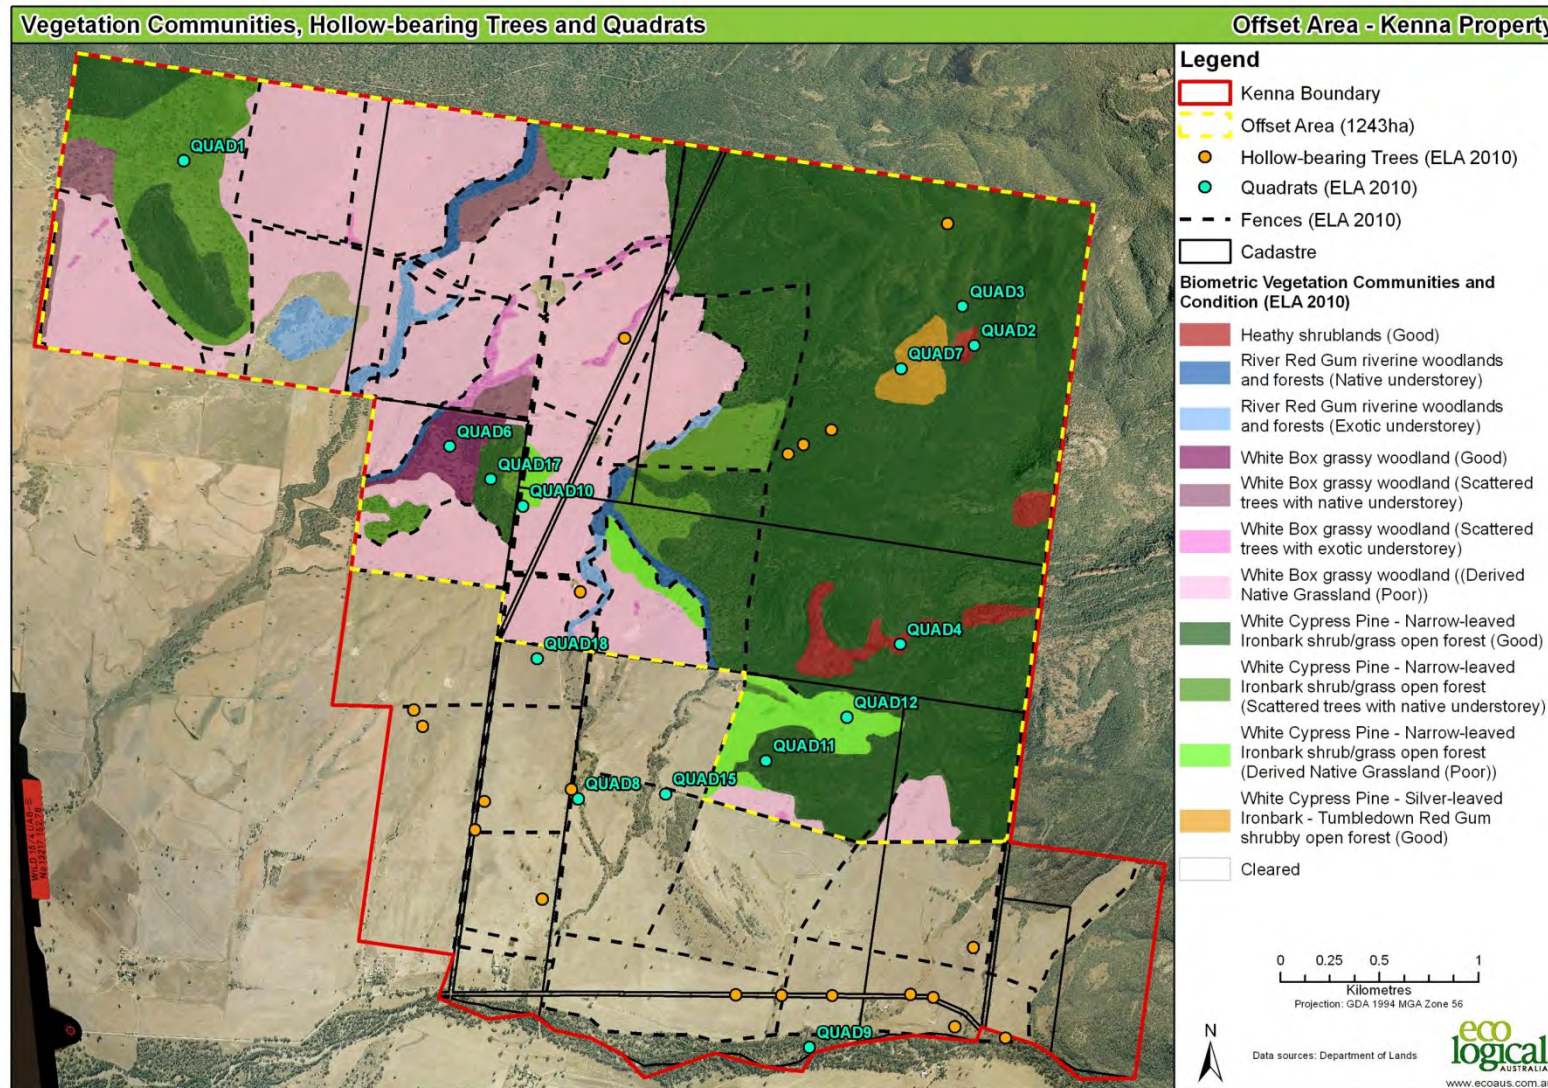 Vegetation Communities, Hollow-bearing Trees and Quadrats
Offset Area - Kenna Property
Legend
Kenna Boundary
Offset Area (1243ha)
Hollow-bearing Trees (ELA 2010)
Quadrats (ELA 2010)
Fences (ELA 2010)
Cadastre
Biometric Vegetation Communities and
Condition (ELA 2010)
Heathy shrublands (Good)
River Red Gum riverine woodlands
and forests (Native understorey)
River Red Gum riverine woodlands
and forests (Exotic understorey)
White Box grassy woodland (Good)
White Box grassy woodland (Scattered
trees with native understorey)
White Box grassy woodland (Scattered
trees with exotic understorey)
White Box grassy woodland ((Derived
Native Grassland (Poor))
White Cypress Pine - Narrow-leaved
Ironbark shrub/grass open forest (Good)
White Cypress Pine - Narrow-leaved
Ironbark shrub/grass open forest
(Scattered trees with native understorey)
White Cypress Pine - Narrow-leaved
Ironbark shrub/grass open forest
(Derived Native Grassland (Poor))
White Cypress Pine - Silver-leaved
Ironbark - Tumbledown Red Gum
shrubby open forest (Good)
Cleared
0 0.25 0.5 1
Kilometres
Projection: GDA 1994 MGA Zone 56
N
Data sources: Department of Lands
eco
logical
AUSTRALIA
www.ecoaus.com.a
QUAD1
QUAD3
QUAD2
QUAD7
QUAD6
QUAD17
QUAD10
QUAD4
QUAD18
QUAD12
QUAD11
QUAD8
QUAD15
QUAD9